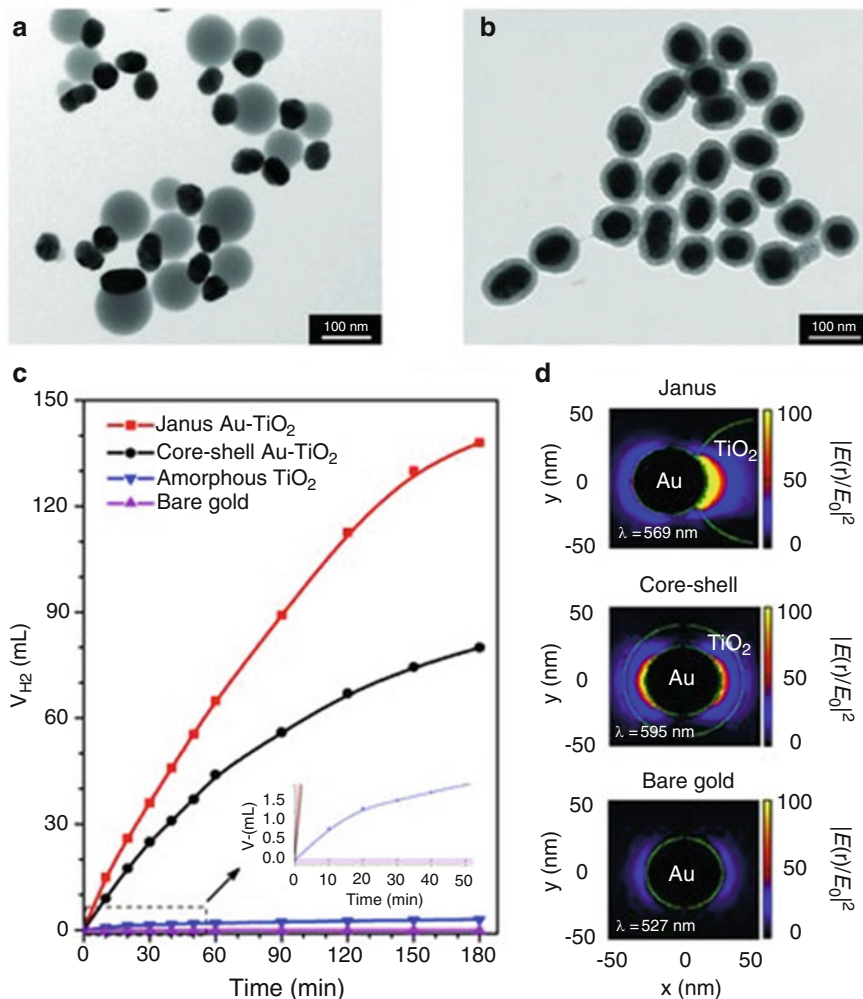 a
b
100 nm
100 nm
c
150
120
90
60
30
0
V_H2 (mL)
Janus Au-TiO₂
Core-shell Au-TiO₂
Amorphous TiO₂
Bare gold
V-(mL)
1.5
1.0
0.5
0.0
0 10 20 30 40 50
Time (min)
0 30 60 90 120 150 180
Time (min)
d
Janus
50
0
-50
y (nm)
TiO₂
Au
λ = 569 nm
100
50
0
|E(r)/E₀|²
Core-shell
50
0
-50
y (nm)
TiO₂
Au
λ = 595 nm
100
50
0
|E(r)/E₀|²
Bare gold
50
0
-50
y (nm)
Au
λ = 527 nm
100
50
0
|E(r)/E₀|²
-50 0 50
x (nm)